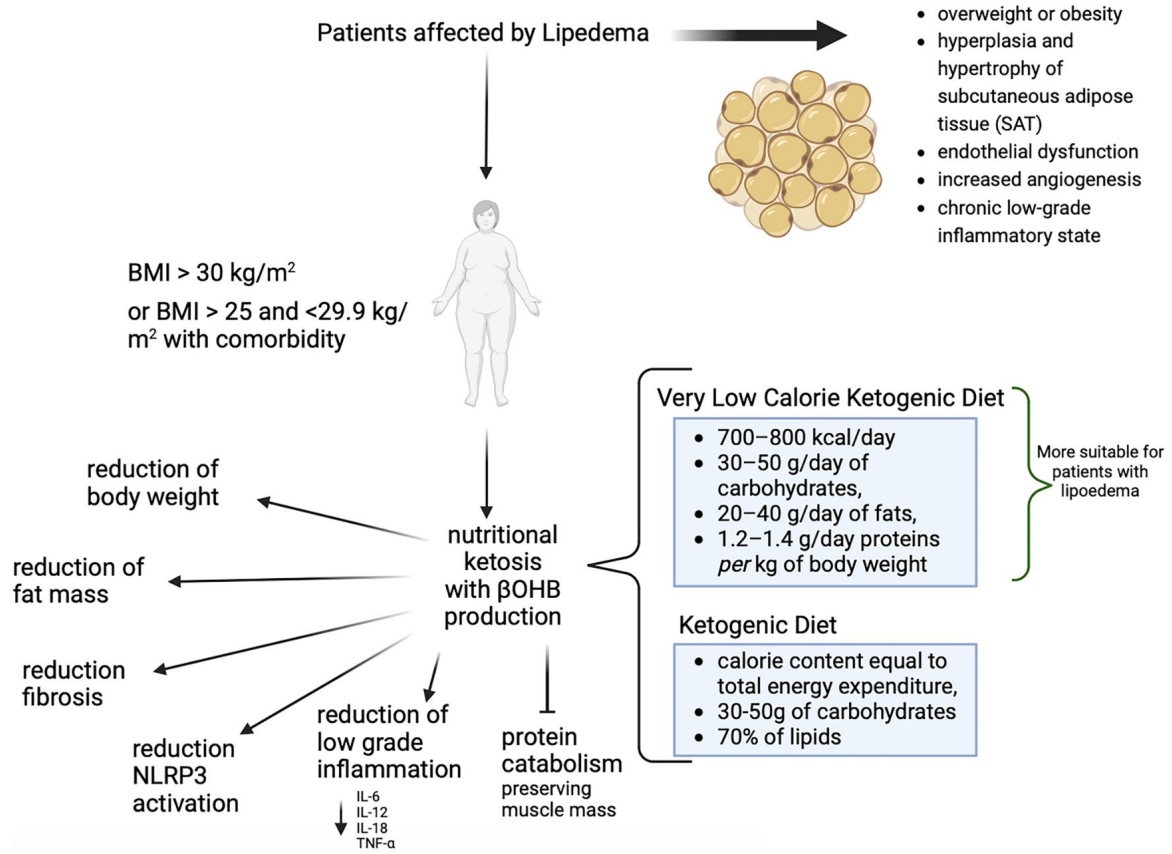 Patients affected by Lipedema
• overweight or obesity
• hyperplasia and
hypertrophy of
subcutaneous adipose
tissue (SAT)
• endothelial dysfunction
• increased angiogenesis
• chronic low-grade
inflammatory state
BMI > 30 kg/m²
or BMI > 25 and <29.9 kg/
m² with comorbidity
Very Low Calorie Ketogenic Diet
• 700–800 kcal/day
• 30–50 g/day of
carbohydrates,
• 20–40 g/day of fats,
• 1.2–1.4 g/day proteins
per kg of body weight
More suitable for
patients with
lipoedema
nutritional
ketosis
with βOHB
production
Ketogenic Diet
• calorie content equal to
total energy expenditure,
• 30-50g of carbohydrates
• 70% of lipids
reduction of
body weight
reduction of
fat mass
reduction
fibrosis
reduction
NLRP3
activation
reduction of
low grade
inflammation
IL-6
IL-12
IL-18
TNF-α
protein
catabolism
preserving
muscle mass